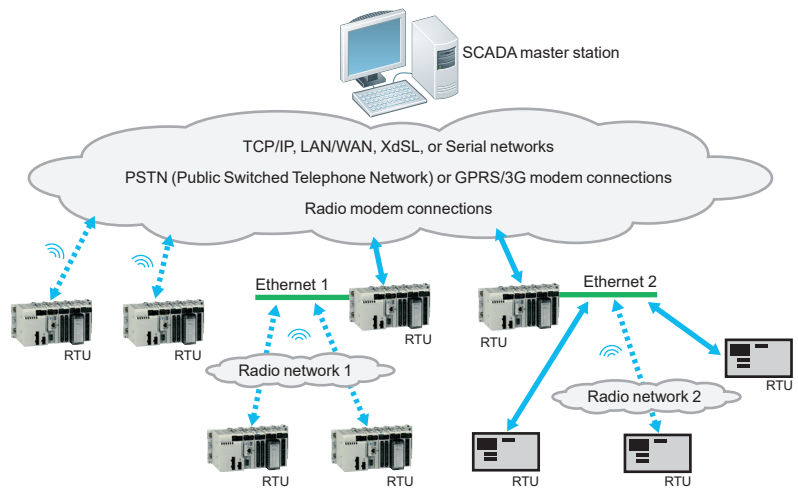 SCADA master station
TCP/IP, LAN/WAN, XdSL, or Serial networks
PSTN (Public Switched Telephone Network) or GPRS/3G modem connections
Radio modem connections
Ethernet 1
Ethernet 2
RTU
RTU
RTU
RTU
Radio network 1
RTU
Radio network 2
RTU
RTU
RTU
RTU